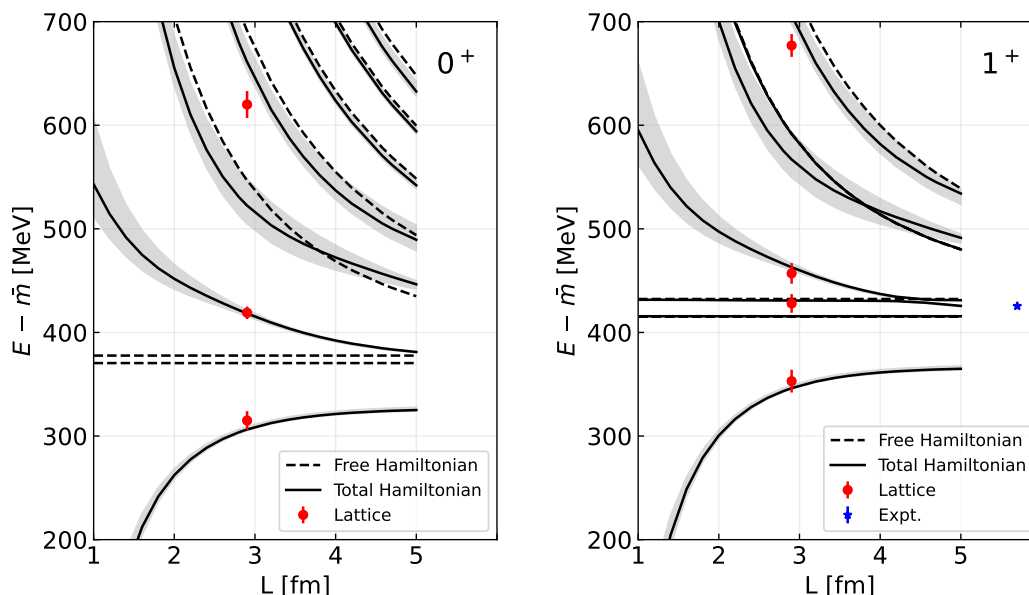 700
600
500
400
300
200
E − m̄ [MeV]
1 2 3 4 5
L [fm]
0⁺
Free Hamiltonian
Total Hamiltonian
Lattice
700
600
500
400
300
200
E − m̄ [MeV]
1 2 3 4 5
L [fm]
1⁺
Free Hamiltonian
Total Hamiltonian
Lattice
Expt.